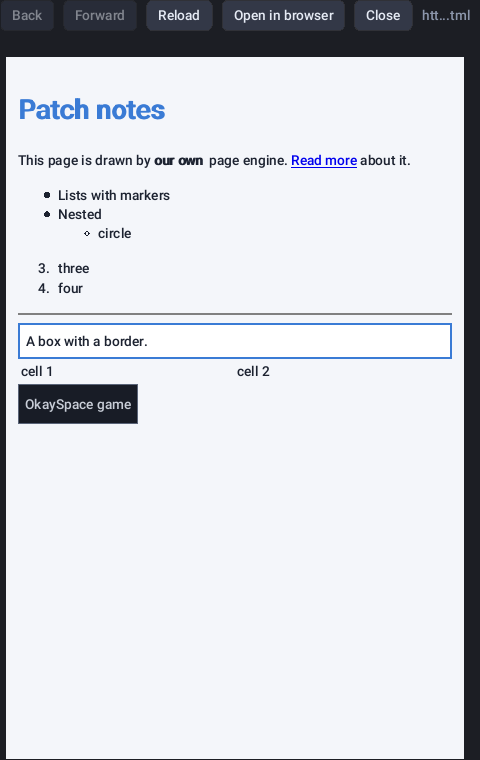 Back Forward Reload Open in browser Close htt...tml
Patch notes
This page is drawn by our own page engine. Read more about it.
Lists with markers
Nested
circle
3. three
4. four
A box with a border.
cell 1 cell 2
OkaySpace game